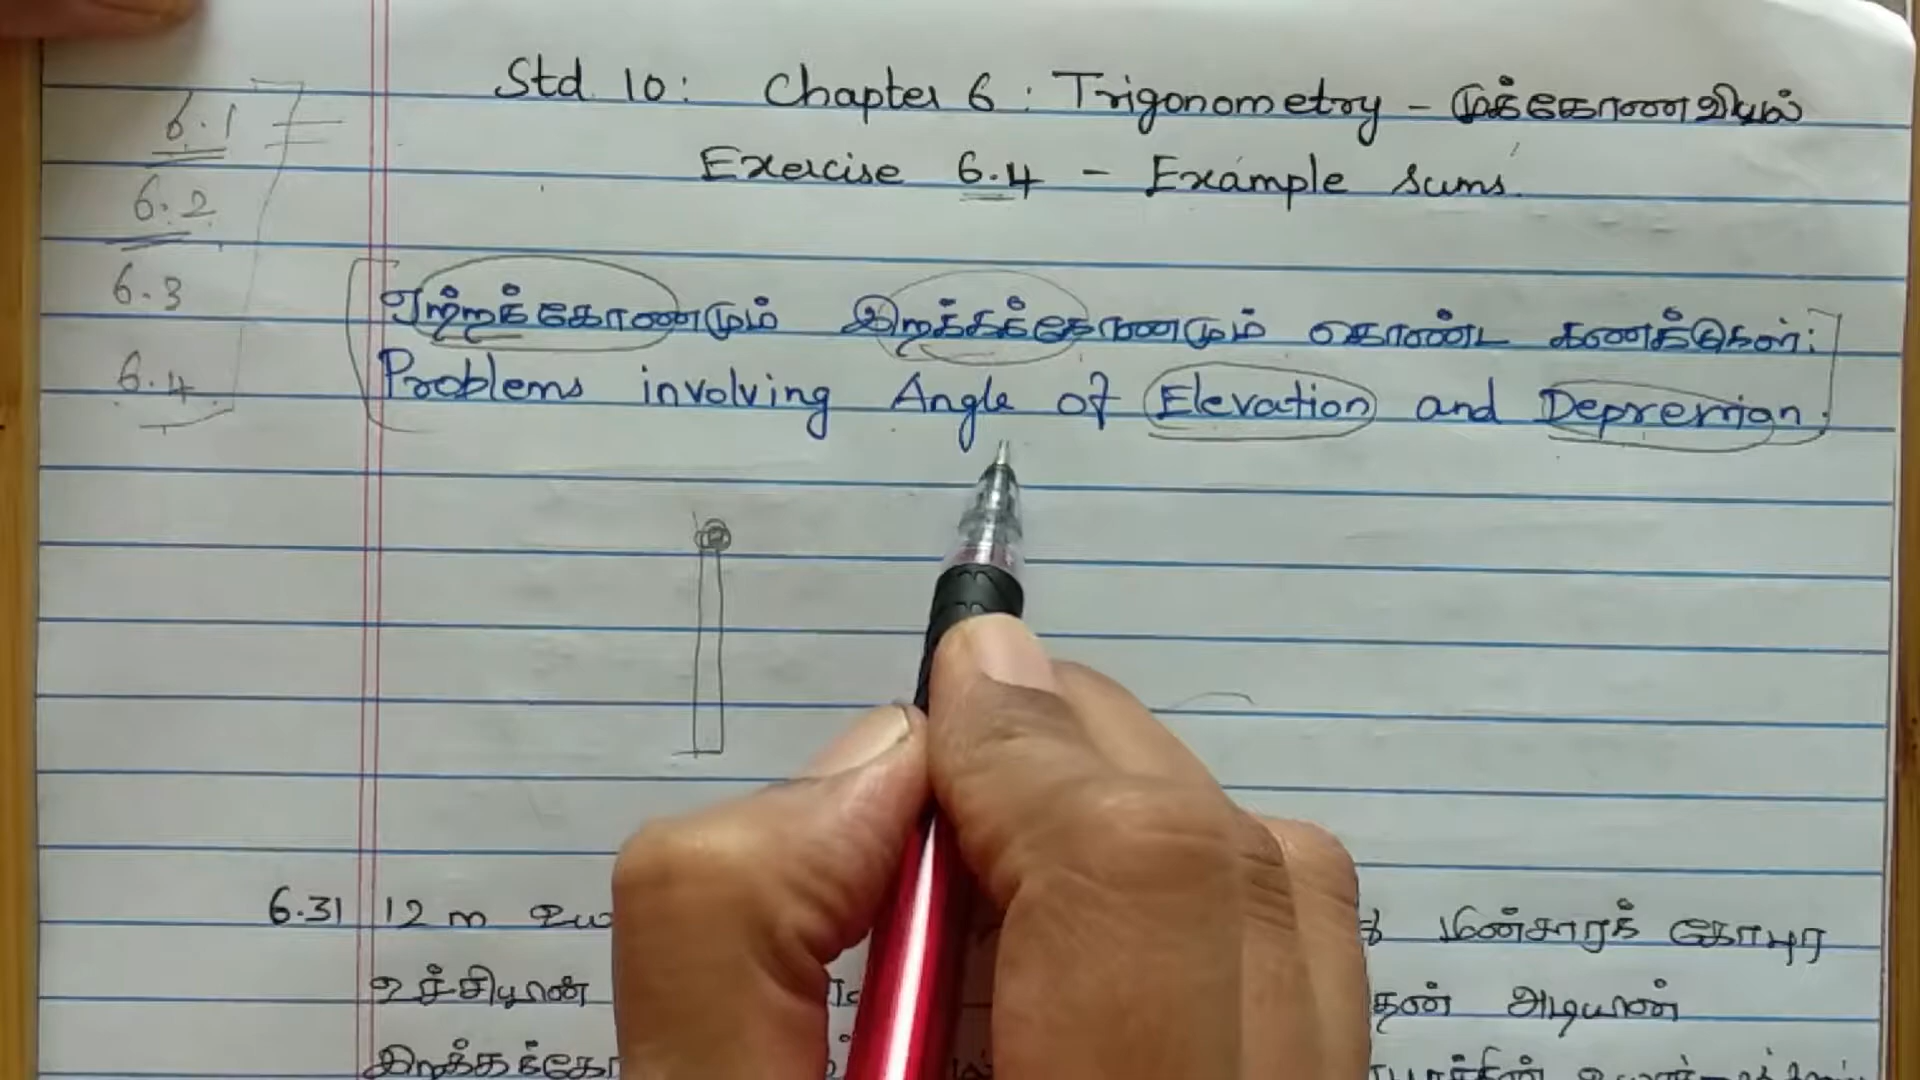 Std 10: Chapter 6 : Trigonometry - முக்கோணவியல்
Exercise 6.4 - Example sums.
6.1
6.2
6.3
6.4
ஏற்றக்கோணமும் இறக்கக்கோணமும் கொண்ட கணக்குகள்:
Problems involving Angle of Elevation and Depression.
6.31 12 m மின்சாரக் கோபுர
உச்சியின் தன் அடியின்